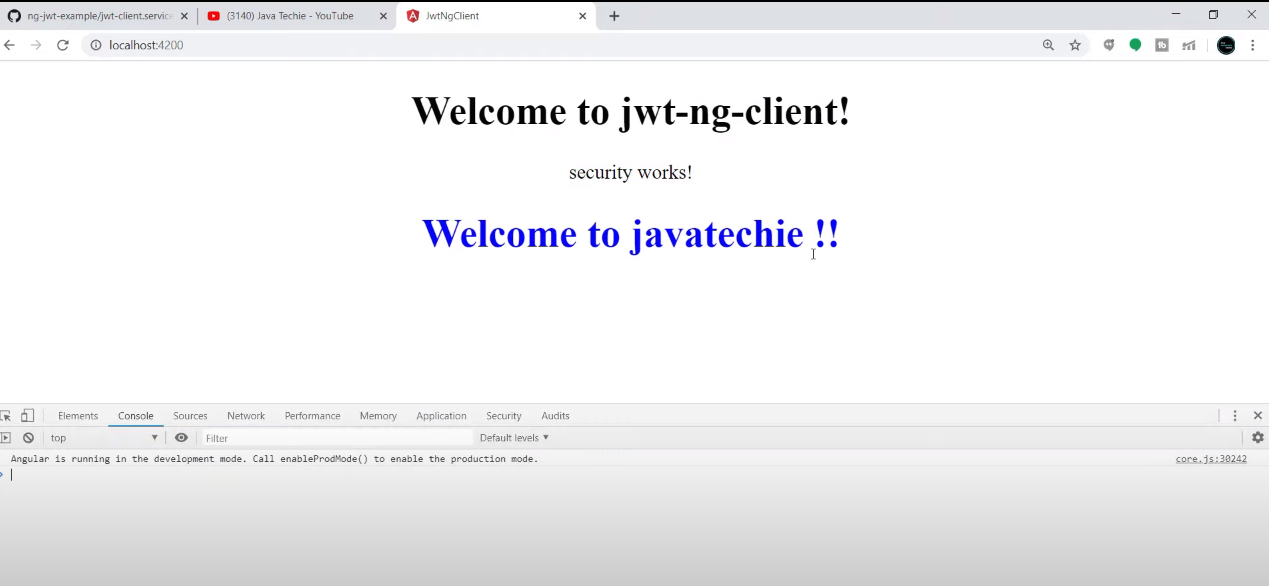 ng-jwt-example/jwt-client.service
(3140) Java Techie - YouTube
JwtNgClient
localhost:4200
Welcome to jwt-ng-client!
security works!
Welcome to javatechie !!
Elements Console Sources Network Performance Memory Application Security Audits
top Filter Default levels
Angular is running in the development mode. Call enableProdMode() to enable the production mode. core.js:30242